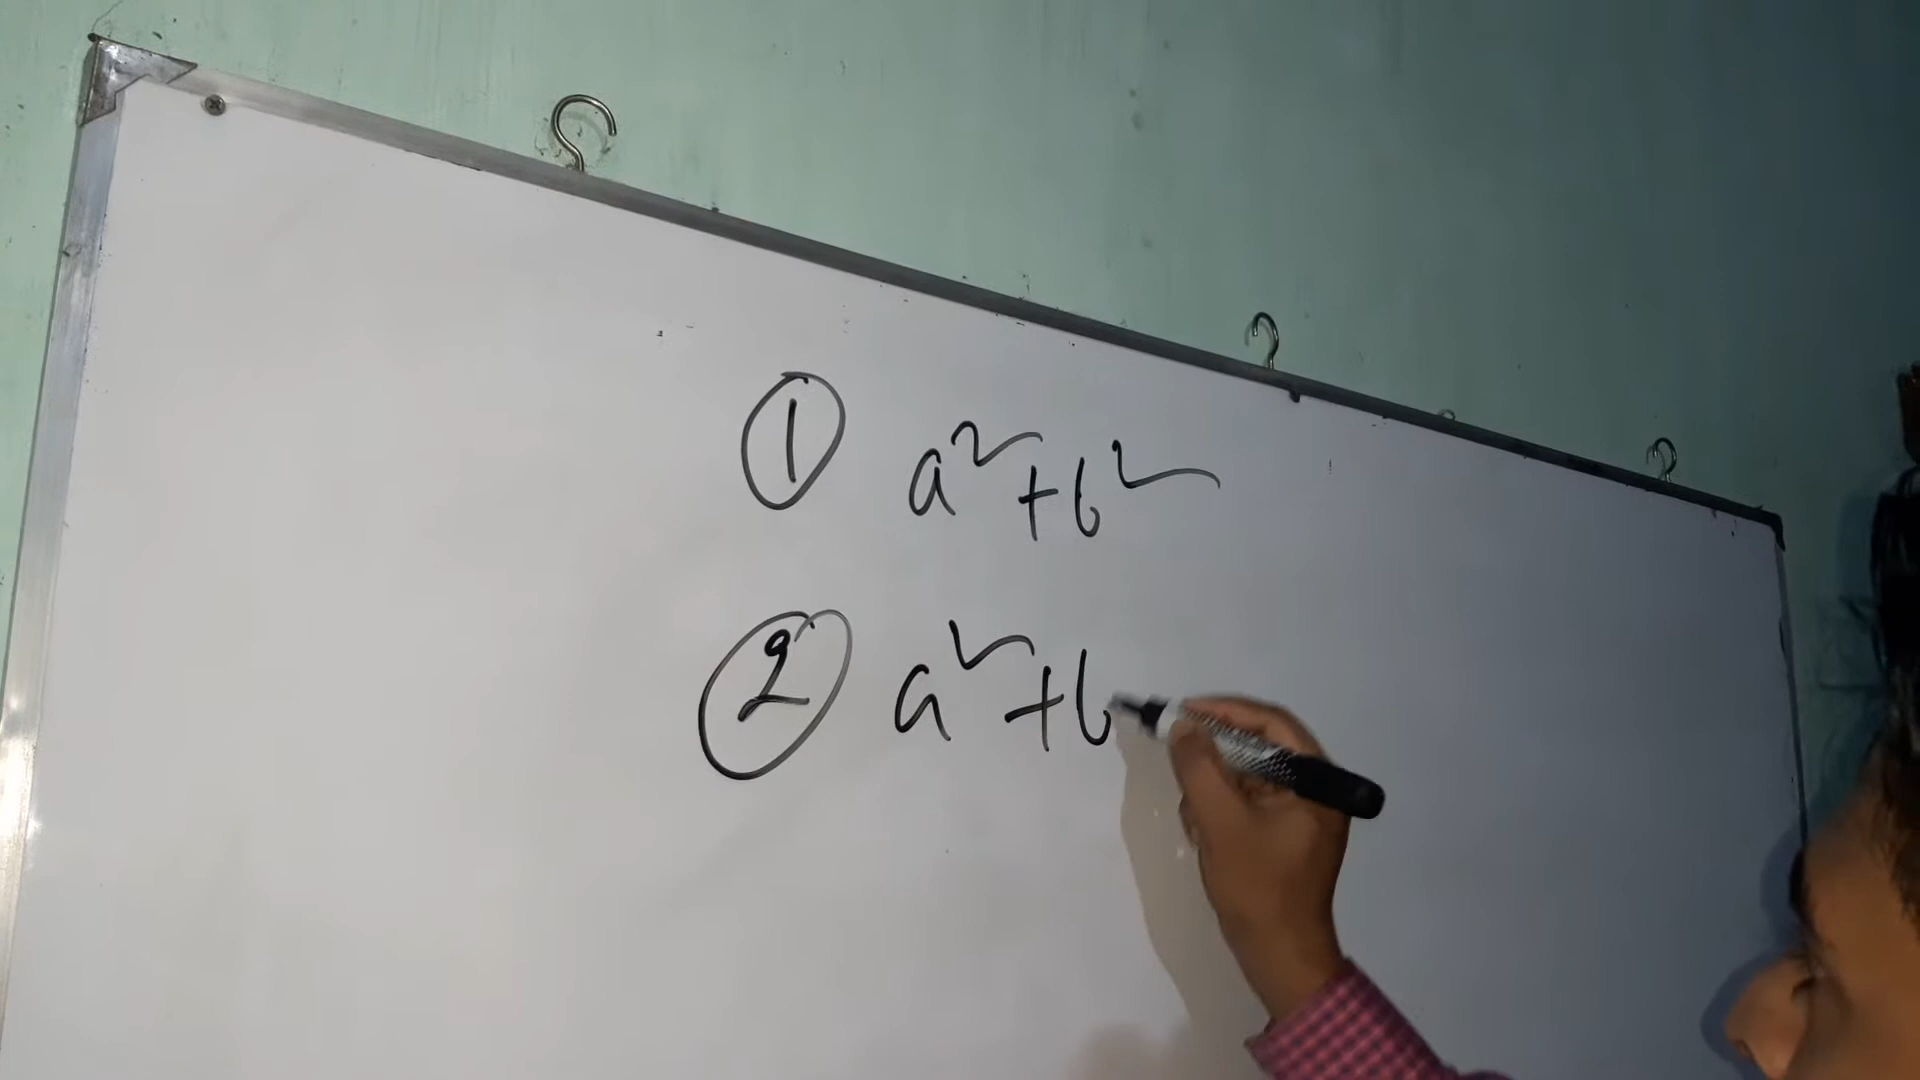 ① a²+b²
② a²+b